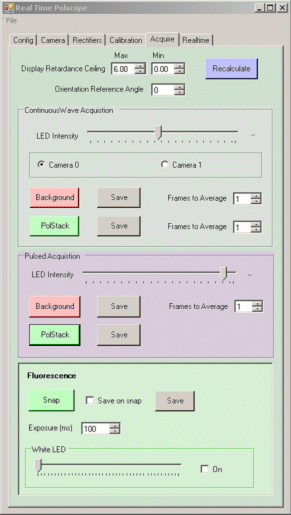 Real Time Polscope
File
Config Camera Rectifiers Calibration Acquire Realtime
Max Min
Display Retardance Ceiling 6.00 0.00 Recalculate
Orientation Reference Angle 0
ContinuousWave Acquistion
LED Intensity
Camera 0 Camera 1
Background Save Frames to Average 1
PolStack Save Frames to Average 1
Pulsed Acquistion
LED Intensity
Background Save Frames to Average 1
PolStack Save
Fluorescence
Snap Save on snap Save
Exposure (ms) 100
White LED
On